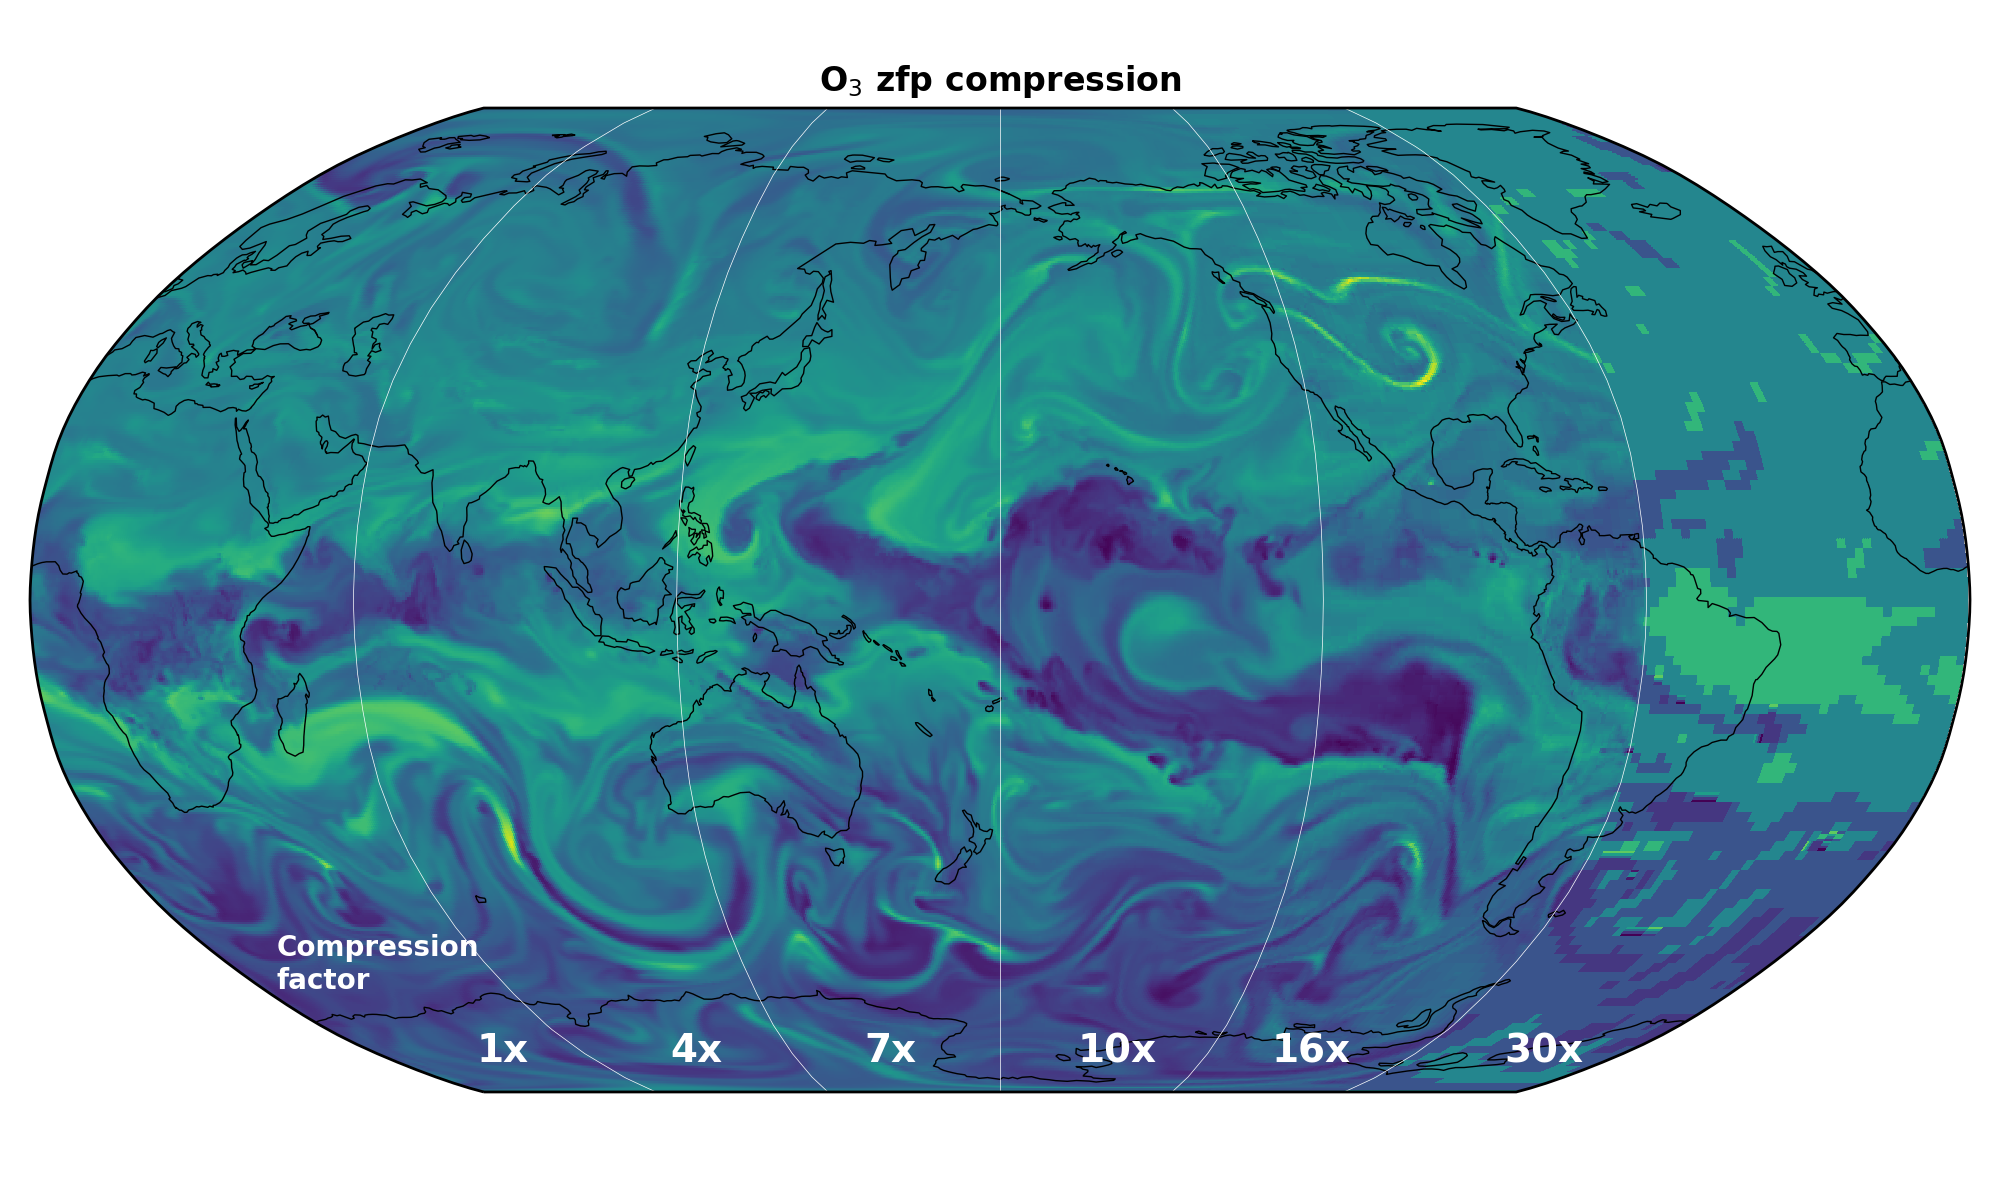 O₃ zfp compression
Compression
factor
1x 4x 7x 10x 16x 30x